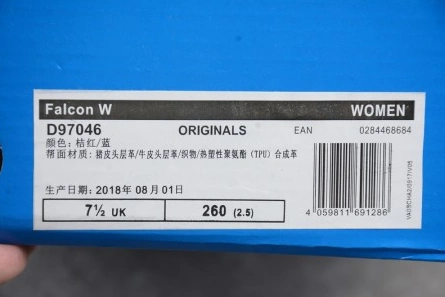 Falcon W WOMEN
D97046 ORIGINALS EAN 0284468684
颜色：桔红/蓝
帮面材：猪皮头层革/牛皮头层革/织物/热塑性聚氨酯（TPU）合成革
生产日期：2018年 08月 01日
7½ UK 260 (2.5)
4 059811 691286